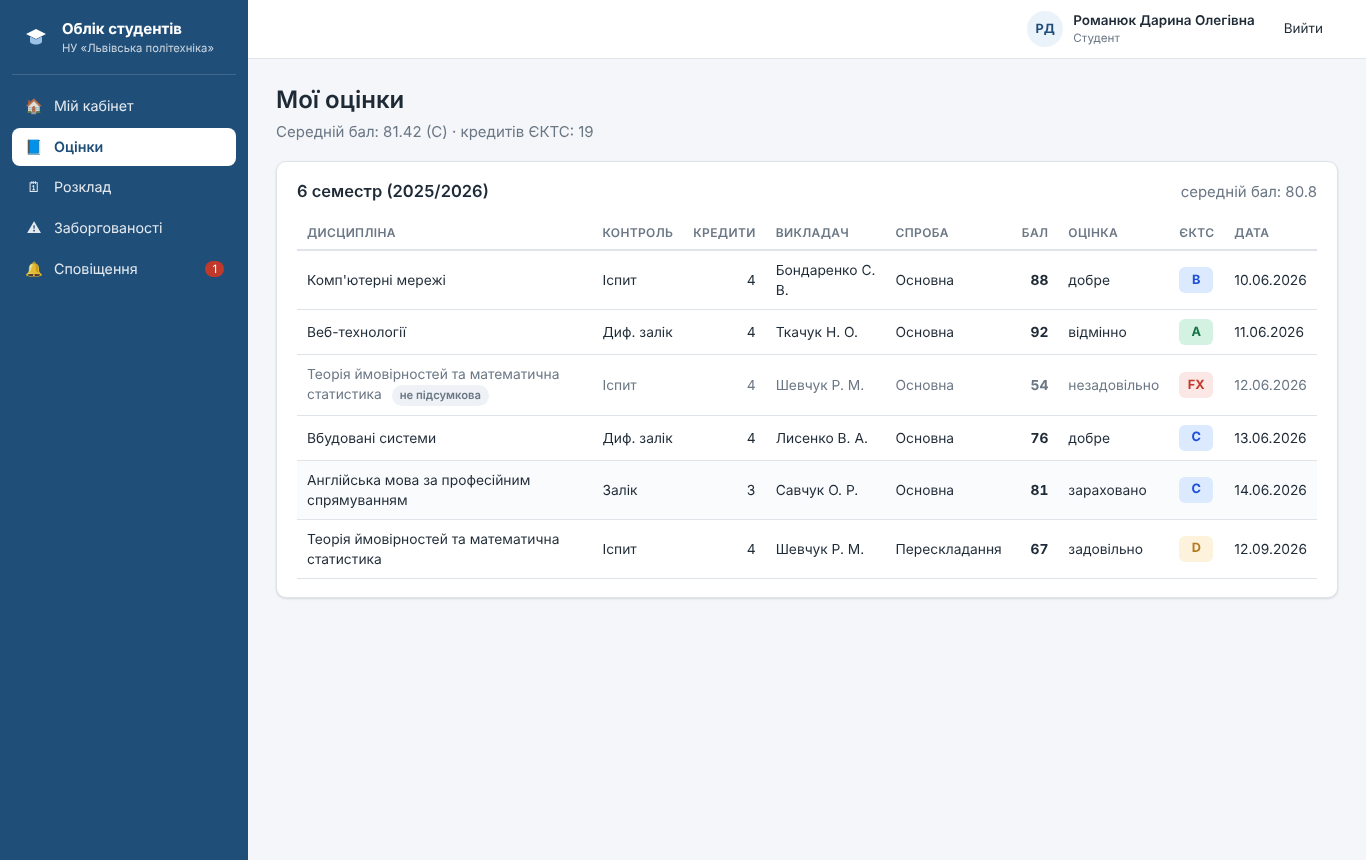 Облік студентів
НУ «Львівська політехніка»
Мій кабінет
Оцінки
Розклад
Заборгованості
Сповіщення 1
РД
Романюк Дарина Олегівна
Студент
Вийти
Мої оцінки
Середній бал: 81.42 (C) · кредитів ЄКТС: 19
6 семестр (2025/2026) середній бал: 80.8
ДИСЦИПЛІНА КОНТРОЛЬ КРЕДИТИ ВИКЛАДАЧ СПРОБА БАЛ ОЦІНКА ЄКТС ДАТА
Комп'ютерні мережі Іспит 4 Бондаренко С. В. Основна 88 добре B 10.06.2026
Веб-технології Диф. залік 4 Ткачук Н. О. Основна 92 відмінно A 11.06.2026
Теорія ймовірностей та математична
статистика не підсумкова Іспит 4 Шевчук Р. М. Основна 54 незадовільно FX 12.06.2026
Вбудовані системи Диф. залік 4 Лисенко В. А. Основна 76 добре C 13.06.2026
Англійська мова за професійним
спрямуванням Залік 3 Савчук О. Р. Основна 81 зараховано C 14.06.2026
Теорія ймовірностей та математична
статистика Іспит 4 Шевчук Р. М. Перескладання 67 задовільно D 12.09.2026